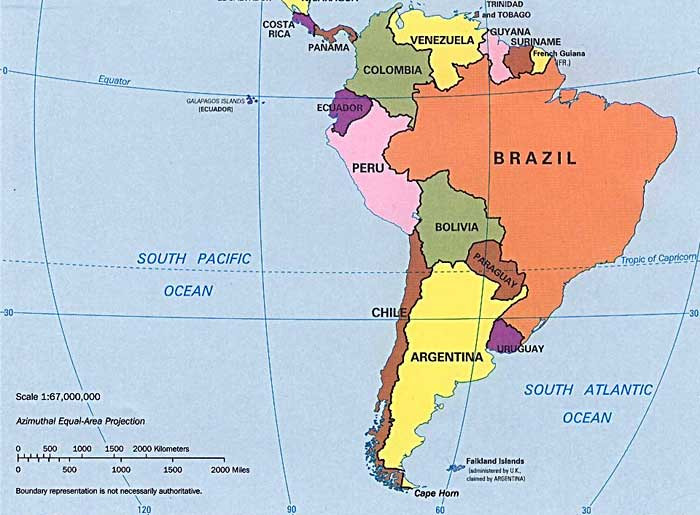 NICARAGUA
COSTA
RICA
PANAMA
TRINIDAD
and TOBAGO
VENEZUELA
GUYANA
SURINAME
French Guiana
(FR.)
COLOMBIA
0
Equator
0
GALAPAGOS ISLANDS
(ECUADOR)
ECUADOR
PERU
BRAZIL
BOLIVIA
SOUTH PACIFIC
OCEAN
PARAGUAY
Tropic of Capricorn
30
CHILE
30
ARGENTINA
URUGUAY
SOUTH ATLANTIC
OCEAN
Scale 1:67,000,000
Azimuthal Equal-Area Projection
0 500 1000 1500 2000 Kilometers
0 500 1000 1500 2000 Miles
Falkland Islands
(administered by U.K.,
claimed by ARGENTINA)
Boundary representation is not necessarily authoritative.
Cape Horn
120
90
60
30